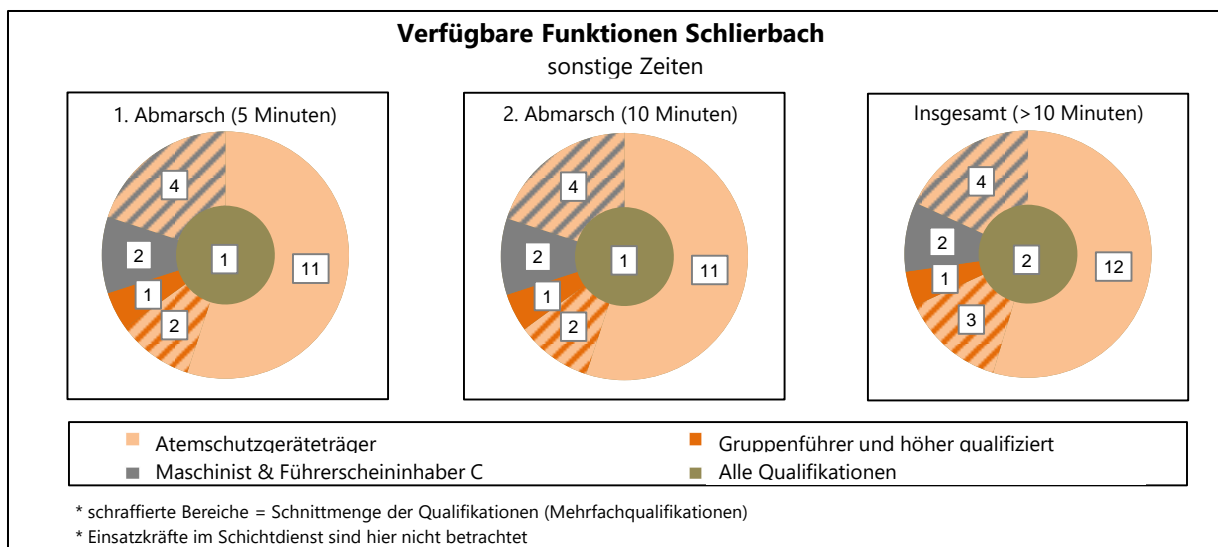 Verfügbare Funktionen Schlierbach
sonstige Zeiten
1. Abmarsch (5 Minuten)
4
2
1
11
1
2
2. Abmarsch (10 Minuten)
4
2
1
11
1
2
Insgesamt (>10 Minuten)
4
2
2
12
1
3
Atemschutzgeräteträger
Gruppenführer und höher qualifiziert
Maschinist & Führerscheininhaber C
Alle Qualifikationen
* schraffierte Bereiche = Schnittmenge der Qualifikationen (Mehrfachqualifikationen)
* Einsatzkräfte im Schichtdienst sind hier nicht betrachtet